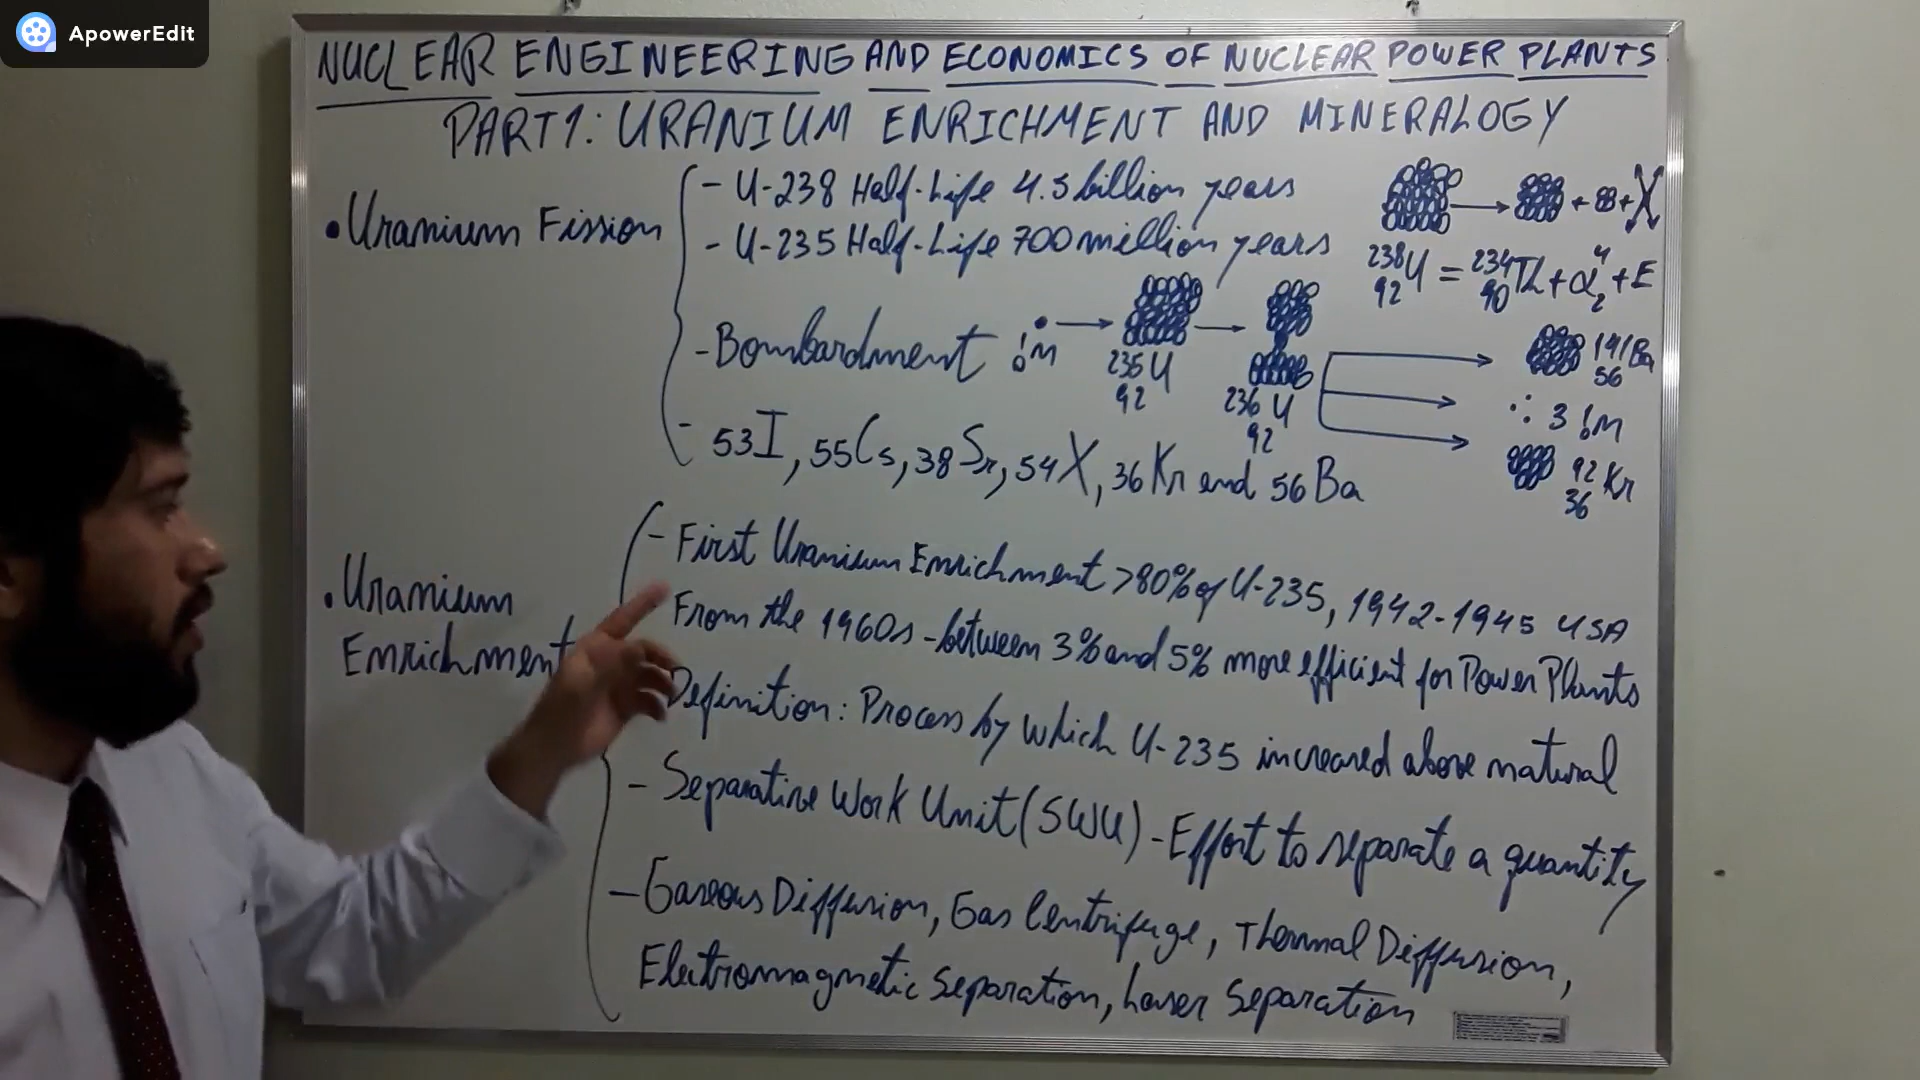 ApowerEdit
NUCLEAR ENGINEERING AND ECONOMICS OF NUCLEAR POWER PLANTS
PART 1: URANIUM ENRICHMENT AND MINERALOGY
• Uranium Fission
- U-238 Half-Life 4.5 billion years
- U-235 Half-Life 700 million years
238 92 U = 234 90 Th + α 4 2 + E
- Bombardment 1 0 n
235 92 U
236 92 U
141 56 Ba
3 1 0 n
92 36 Kr
- 53 I, 55 Cs, 38 Sr, 54 X, 36 Kr and 56 Ba
• Uranium Enrichment
- First Uranium Enrichment >80% of U-235, 1942-1945 USA
From the 1960s - between 3% and 5% more efficient for Power Plants
Definition: Process by which U-235 increased above natural
- Separative Work Unit (SWU) - Effort to separate a quantity
- Gaseous Diffusion, Gas Centrifuge, Thermal Diffusion,
Electromagnetic Separation, Laser Separation